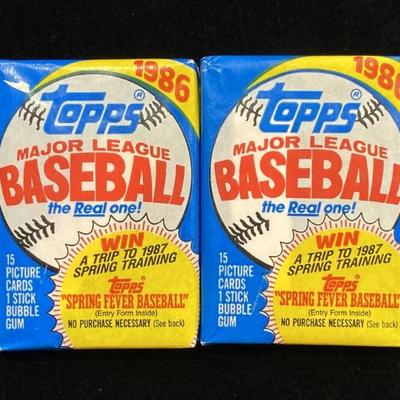 1986
topps®
MAJOR LEAGUE
BASEBALL
the Real one!
WIN
A TRIP TO 1987
SPRING TRAINING
Topps
"SPRING FEVER BASEBALL"
(Entry Form Inside)
NO PURCHASE NECESSARY (See back)
15
PICTURE
CARDS
1 STICK
BUBBLE
GUM
1986
topps®
MAJOR LEAGUE
BASEBALL
the Real one!
WIN
A TRIP TO 1987
SPRING TRAINING
Topps
"SPRING FEVER BASEBALL"
(Entry Form Inside)
NO PURCHASE NECESSARY (See back)
15
PICTURE
CARDS
1 STICK
BUBBLE
GUM